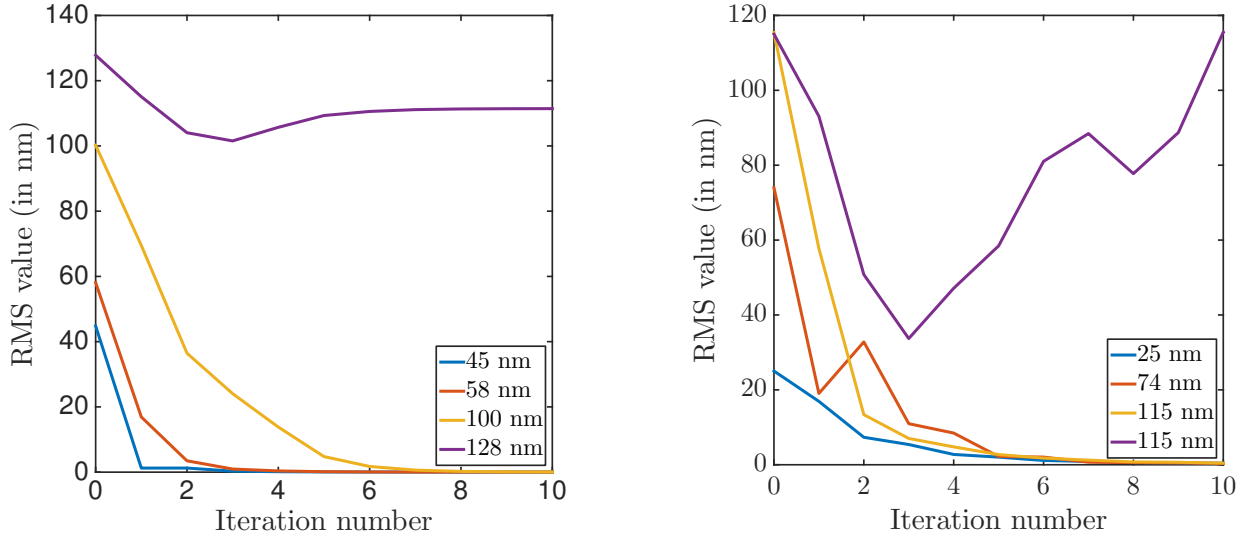 140
120
100
80
60
40
20
0
RMS value (in nm)
0 2 4 6 8 10
Iteration number
45 nm
58 nm
100 nm
128 nm
120
100
80
60
40
20
0
RMS value (in nm)
0 2 4 6 8 10
Iteration number
25 nm
74 nm
115 nm
115 nm